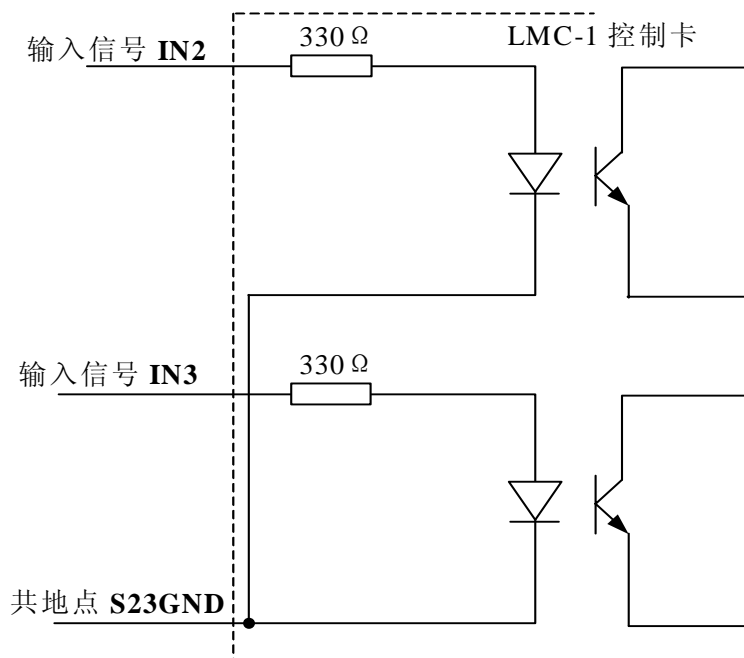 330 Ω
LMC-1 控制卡
输入信号 IN2
330 Ω
输入信号 IN3
共地点 S23GND